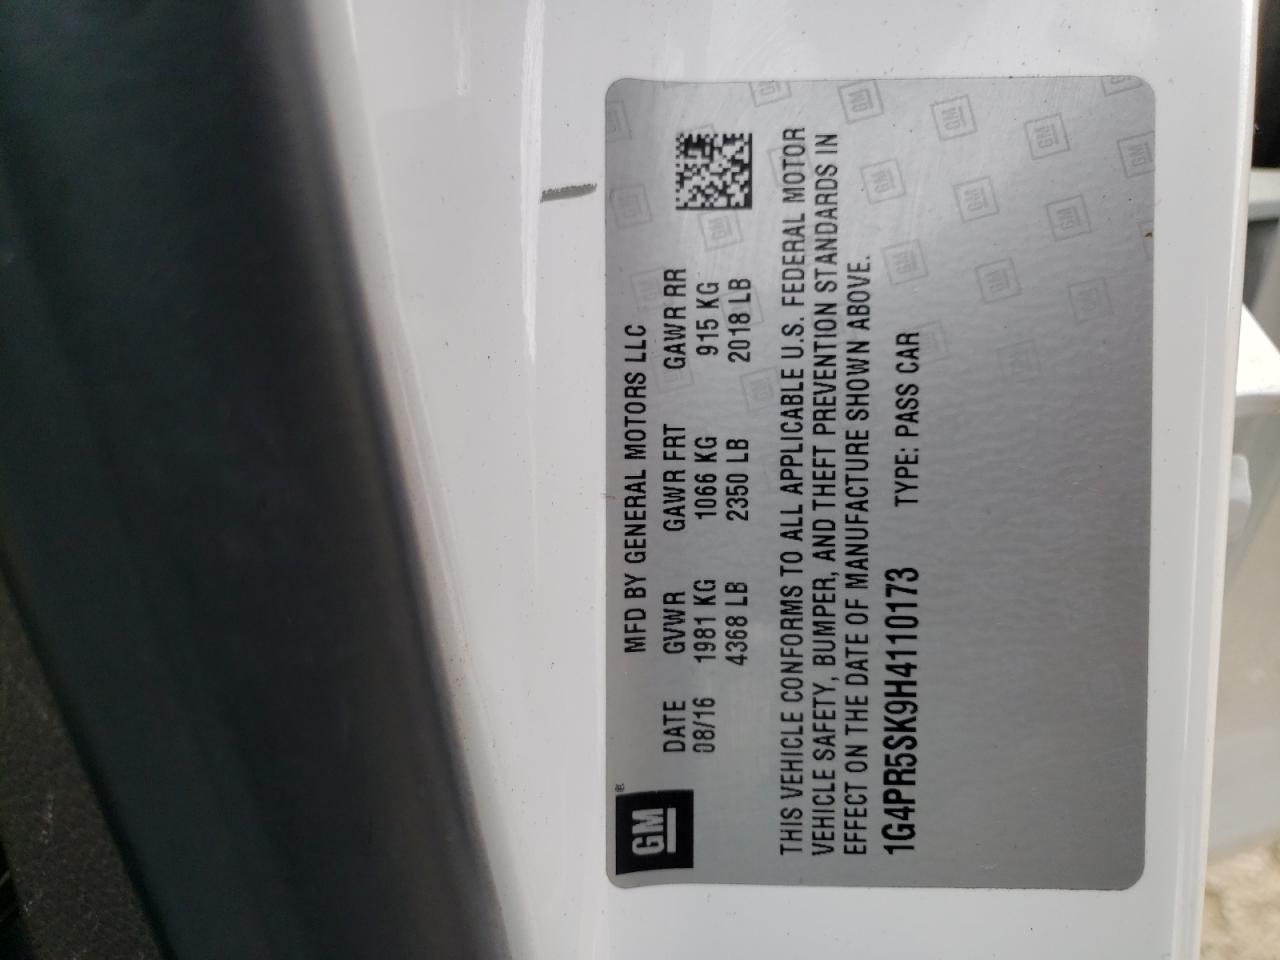 GM®
MFD BY GENERAL MOTORS LLC
DATE GVWR GAWR FRT GAWR RR
08/16 1981 KG 1066 KG 915 KG
4368 LB 2350 LB 2018 LB
THIS VEHICLE CONFORMS TO ALL APPLICABLE U.S. FEDERAL MOTOR
VEHICLE SAFETY, BUMPER, AND THEFT PREVENTION STANDARDS IN
EFFECT ON THE DATE OF MANUFACTURE SHOWN ABOVE.
1G4PR5SK9H4110173 TYPE: PASS CAR